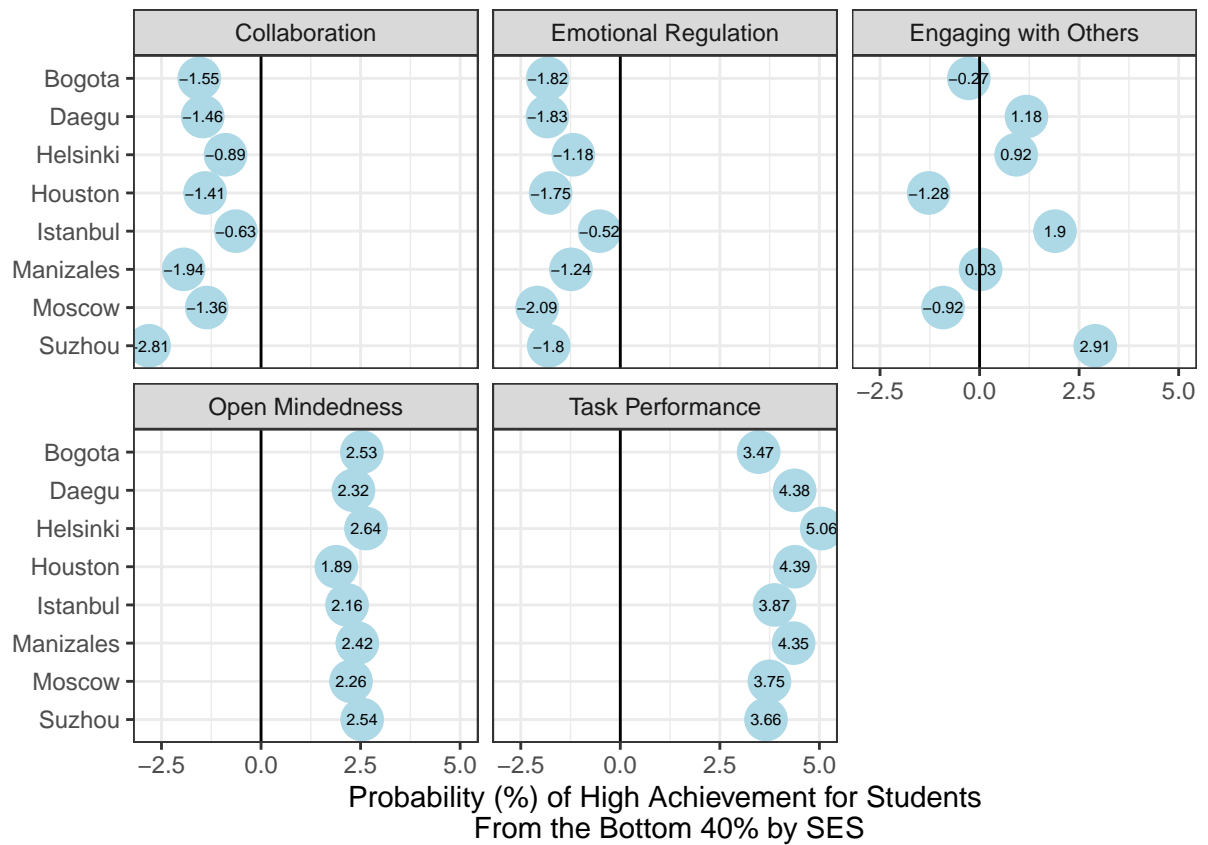 Collaboration
Emotional Regulation
Engaging with Others
Bogota −1.55 −1.82 −0.27
Daegu −1.46 −1.83 1.18
Helsinki −0.89 −1.18 0.92
Houston −1.41 −1.75 −1.28
Istanbul −0.63 −0.52 1.9
Manizales −1.94 −1.24 0.03
Moscow −1.36 −2.09 −0.92
Suzhou −2.81 −1.8 2.91
−2.5 0.0 2.5 5.0
Open Mindedness
Task Performance
Bogota 2.53 3.47
Daegu 2.32 4.38
Helsinki 2.64 5.06
Houston 1.89 4.39
Istanbul 2.16 3.87
Manizales 2.42 4.35
Moscow 2.26 3.75
Suzhou 2.54 3.66
−2.5 0.0 2.5 5.0 −2.5 0.0 2.5 5.0
Probability (%) of High Achievement for Students
From the Bottom 40% by SES